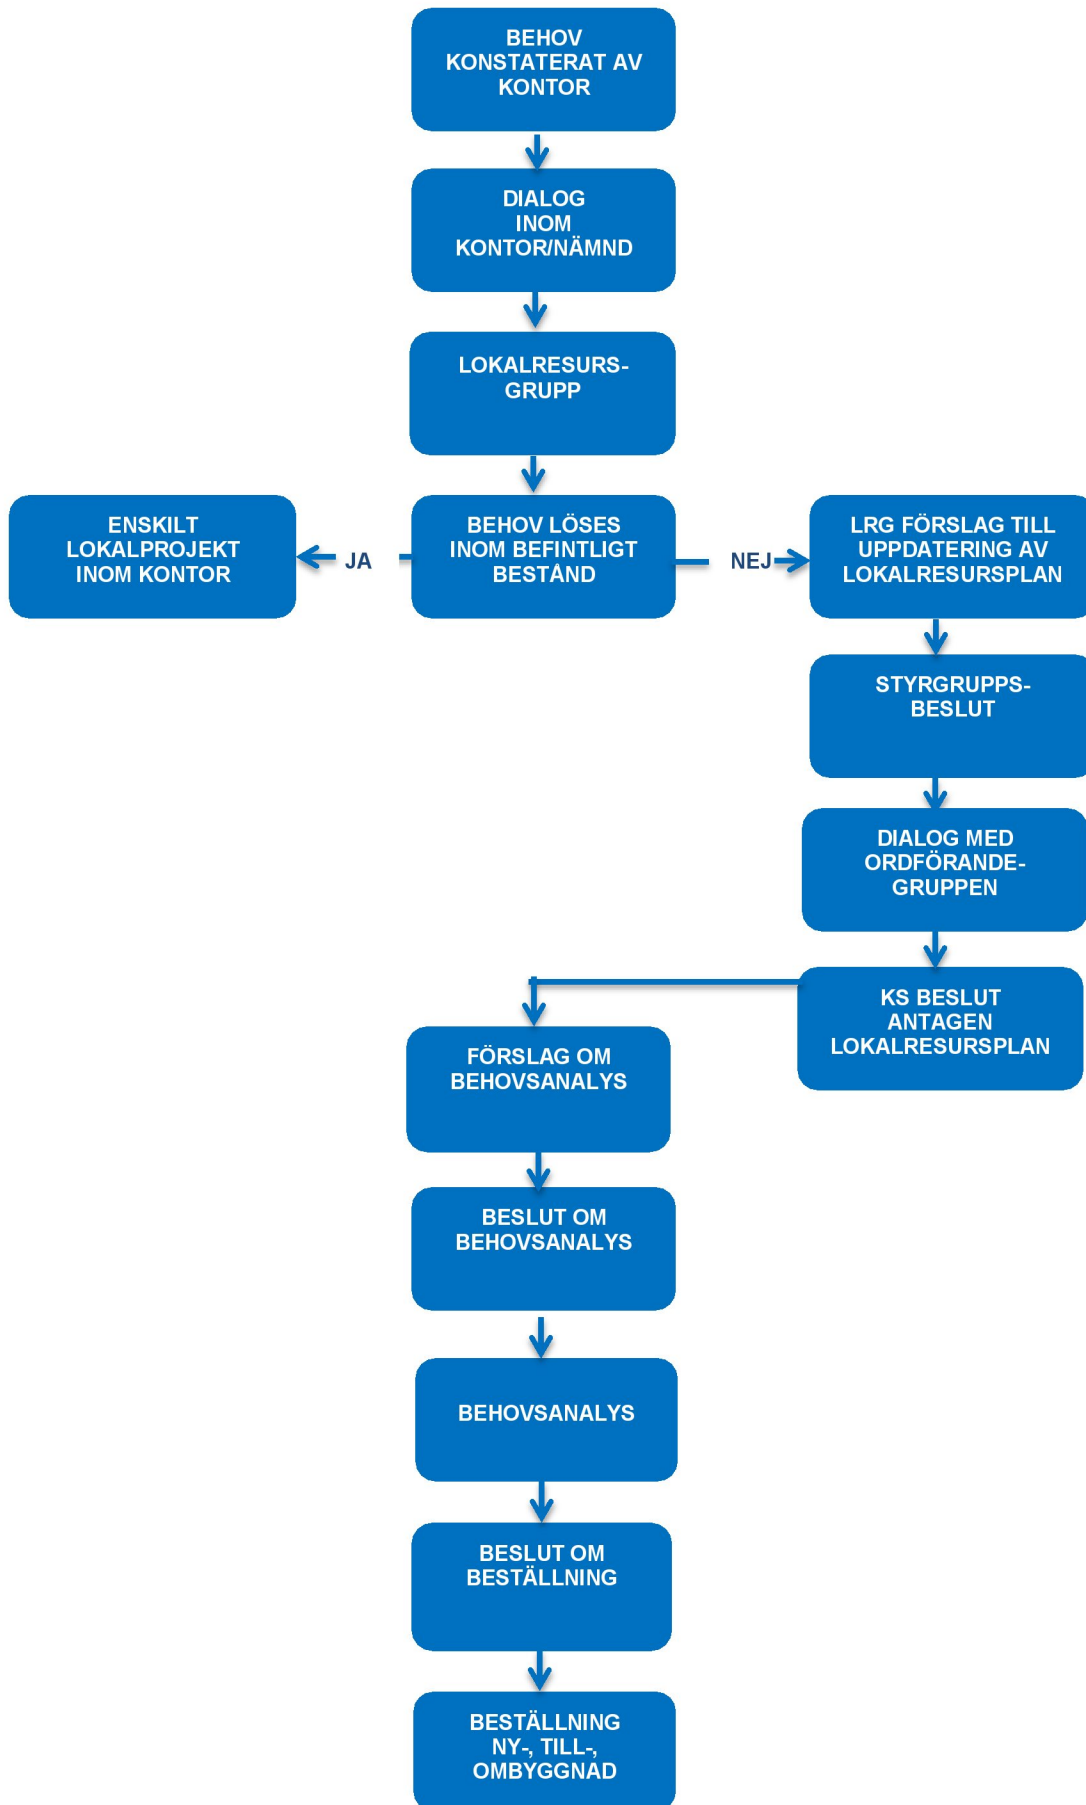 BEHOV
KONSTATERAT AV
KONTOR
DIALOG
INOM
KONTOR/NÄMND
LOKALRESURS-
GRUPP
BEHOV LÖSES
INOM BEFINTLIGT
BESTÅND
JA
ENSKILT
LOKALPROJEKT
INOM KONTOR
NEJ
LRG FÖRSLAG TILL
UPPDATERING AV
LOKALRESURSPLAN
STYRGRUPPS-
BESLUT
DIALOG MED
ORDFÖRANDE-
GRUPPEN
KS BESLUT
ANTAGEN
LOKALRESURSPLAN
FÖRSLAG OM
BEHOVSANALYS
BESLUT OM
BEHOVSANALYS
BEHOVSANALYS
BESLUT OM
BESTÄLLNING
BESTÄLLNING
NY-, TILL-,
OMBYGGNAD